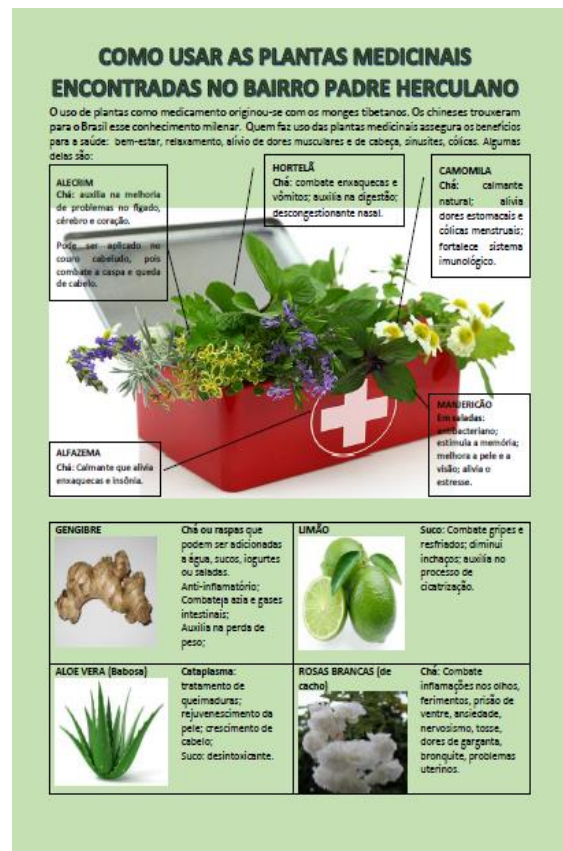 COMO USAR AS PLANTAS MEDICINAIS
ENCONTRADAS NO BAIRRO PADRE HERCULANO
O uso de plantas como medicamento originou-se com os monges tibetanos. Os chineses trouxeram
para o Brasil esse conhecimento milenar. Quem faz uso das plantas medicinais assegura os benefícios
para a saúde: bem-estar, relaxamento, alívio de dores musculares e de cabeça, sinusites, cólicas. Algumas
delas são:
ALECRIM
Chá: auxilia na melhoria
de problemas no fígado,
cérebro e coração.
Pode ser aplicado no
couro cabeludo, pois
combate a caspa e queda
de cabelo.
HORTELÃ
Chá: combate enxaquecas e
vômitos; auxilia na digestão;
descongestionante nasal.
CAMOMILA
Chá: calmante
natural; alivia
dores estomacais e
cólicas menstruais;
fortalece sistema
imunológico.
ALFAZEMA
Chá: Calmante que alivia
enxaquecas e insônia.
MANJERICÃO
Em saladas:
antibacteriano;
estimula a memória;
melhora a pele e a
visão; alivia o
estresse.
GENGIBRE
Chá ou raspas que
podem ser adicionadas
a água, sucos, iogurtes
ou saladas.
Anti-inflamatório;
Combateja azia e gases
intestinais;
Auxilia na perda de
peso;
LIMÃO
Suco: Combate gripes e
resfriados; diminui
inchaços; auxilia no
processo de
cicatrização.
ALOE VERA (Babosa)
Cataplasma:
tratamento de
queimaduras;
rejuvenescimento da
pele; crescimento de
cabelo;
Suco: desintoxicante.
ROSAS BRANCAS (de
cacho)
Chá: Combate
inflamações nos olhos,
ferimentos, prisão de
ventre, ansiedade,
nervosismo, tosse,
dores de garganta,
bronquite, problemas
uterinos.